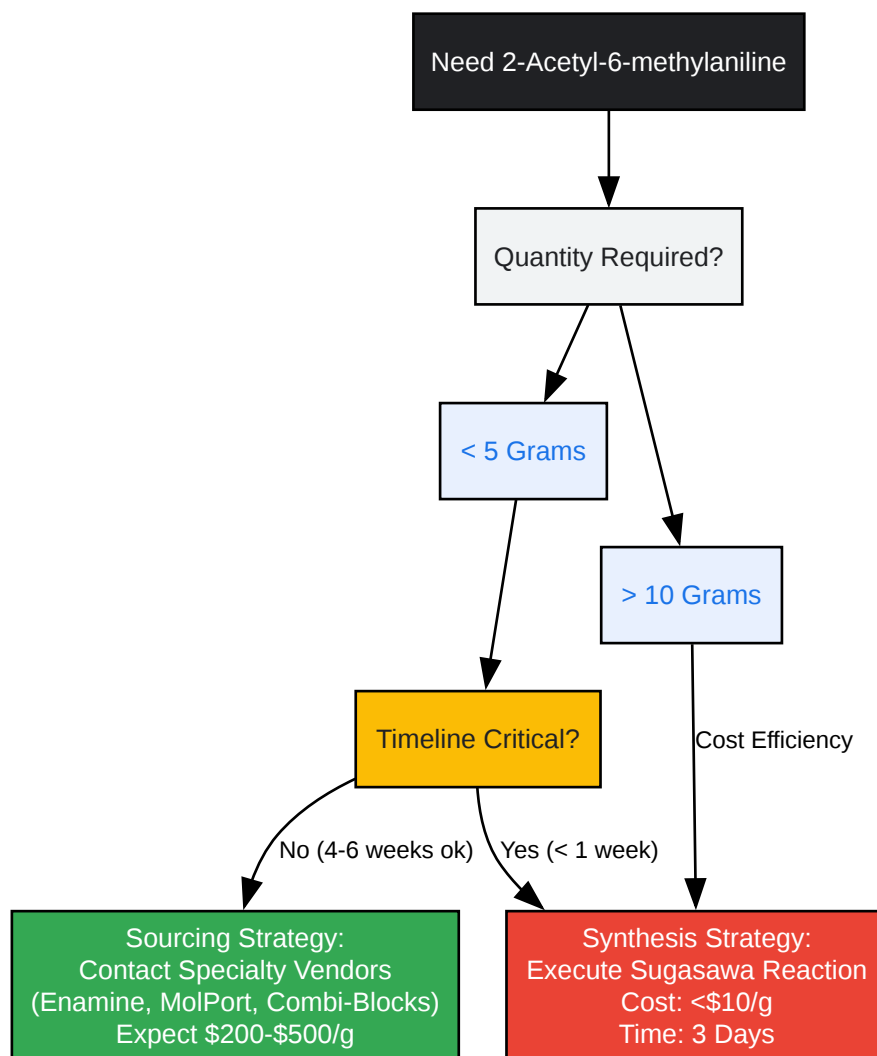 Need 2-Acetyl-6-methylaniline
Quantity Required?
< 5 Grams
> 10 Grams
Timeline Critical?
Cost Efficiency
No (4-6 weeks ok)
Yes (< 1 week)
Sourcing Strategy:
Contact Specialty Vendors
(Enamine, MolPort, Combi-Blocks)
Expect $200-$500/g
Synthesis Strategy:
Execute Sugasawa Reaction
Cost: <$10/g
Time: 3 Days